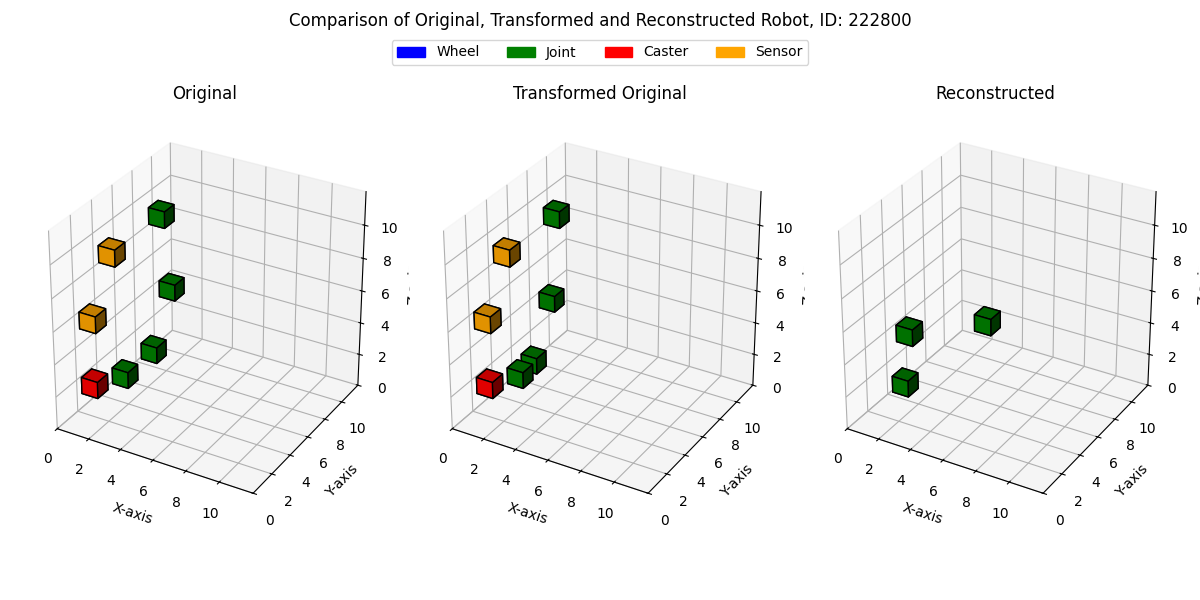 Comparison of Original, Transformed and Reconstructed Robot, ID: 222800
Wheel Joint Caster Sensor
Original Transformed Original Reconstructed
0 2 4 6 8 10
X-axis
0 2 4 6 8 10
Y-axis
0 2 4 6 8 10
0 2 4 6 8 10
X-axis
0 2 4 6 8 10
Y-axis
0 2 4 6 8 10
0 2 4 6 8 10
X-axis
0 2 4 6 8 10
Y-axis
0 2 4 6 8 10